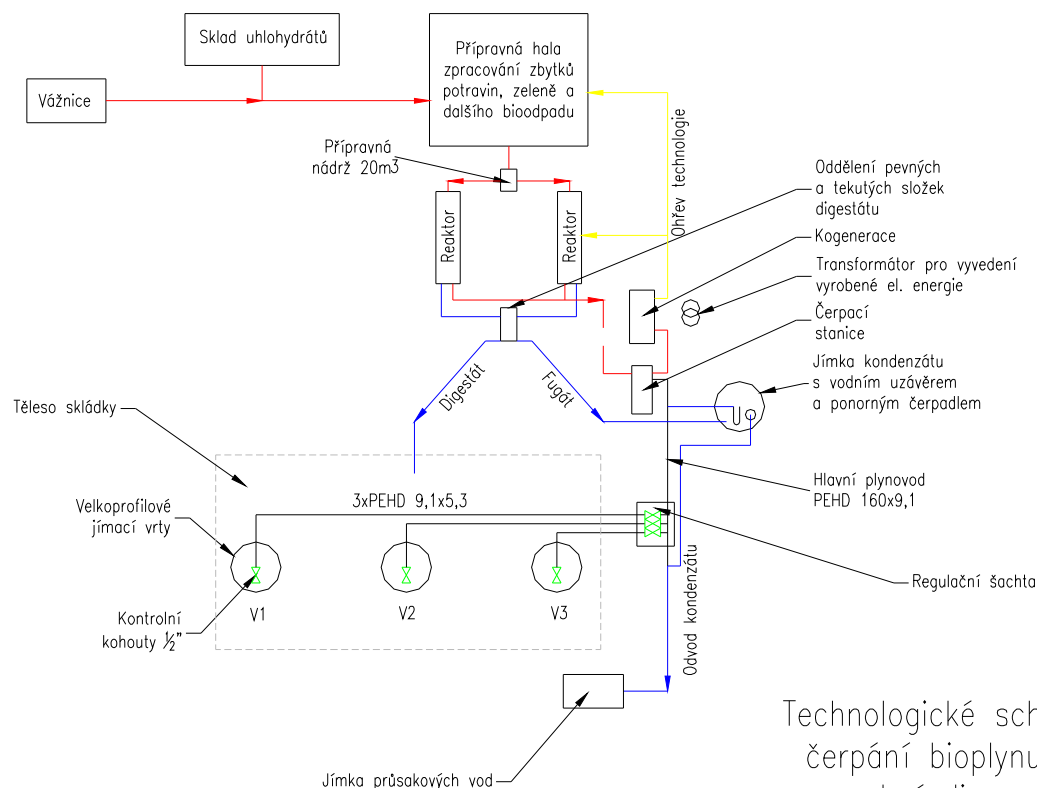 Sklad uhlohydrátů
Vážnice
Přípravná hala
zpracování zbytků
potravin, zeleně a
dalšího bioodpadu
Přípravná
nádrž 20m3
Reaktor
Reaktor
Ohřev technologie
Oddělení pevných
a tekutých složek
digestátu
Kogenerace
Transformátor pro vyvedení
vyrobené el. energie
Čerpací
stanice
Jímka kondenzátu
s vodním uzávěrem
a ponorným čerpadlem
Digestát
Fugát
Těleso skládky
Velkoprofilové
jímací vrty
3xPEHD 9,1x5,3
Hlavní plynovod
PEHD 160x9,1
Regulační šachta
V1
V2
V3
Kontrolní
kohouty ½"
Odvod kondenzátu
Jímka průsakových vod
Technologické sch
čerpání bioplynu